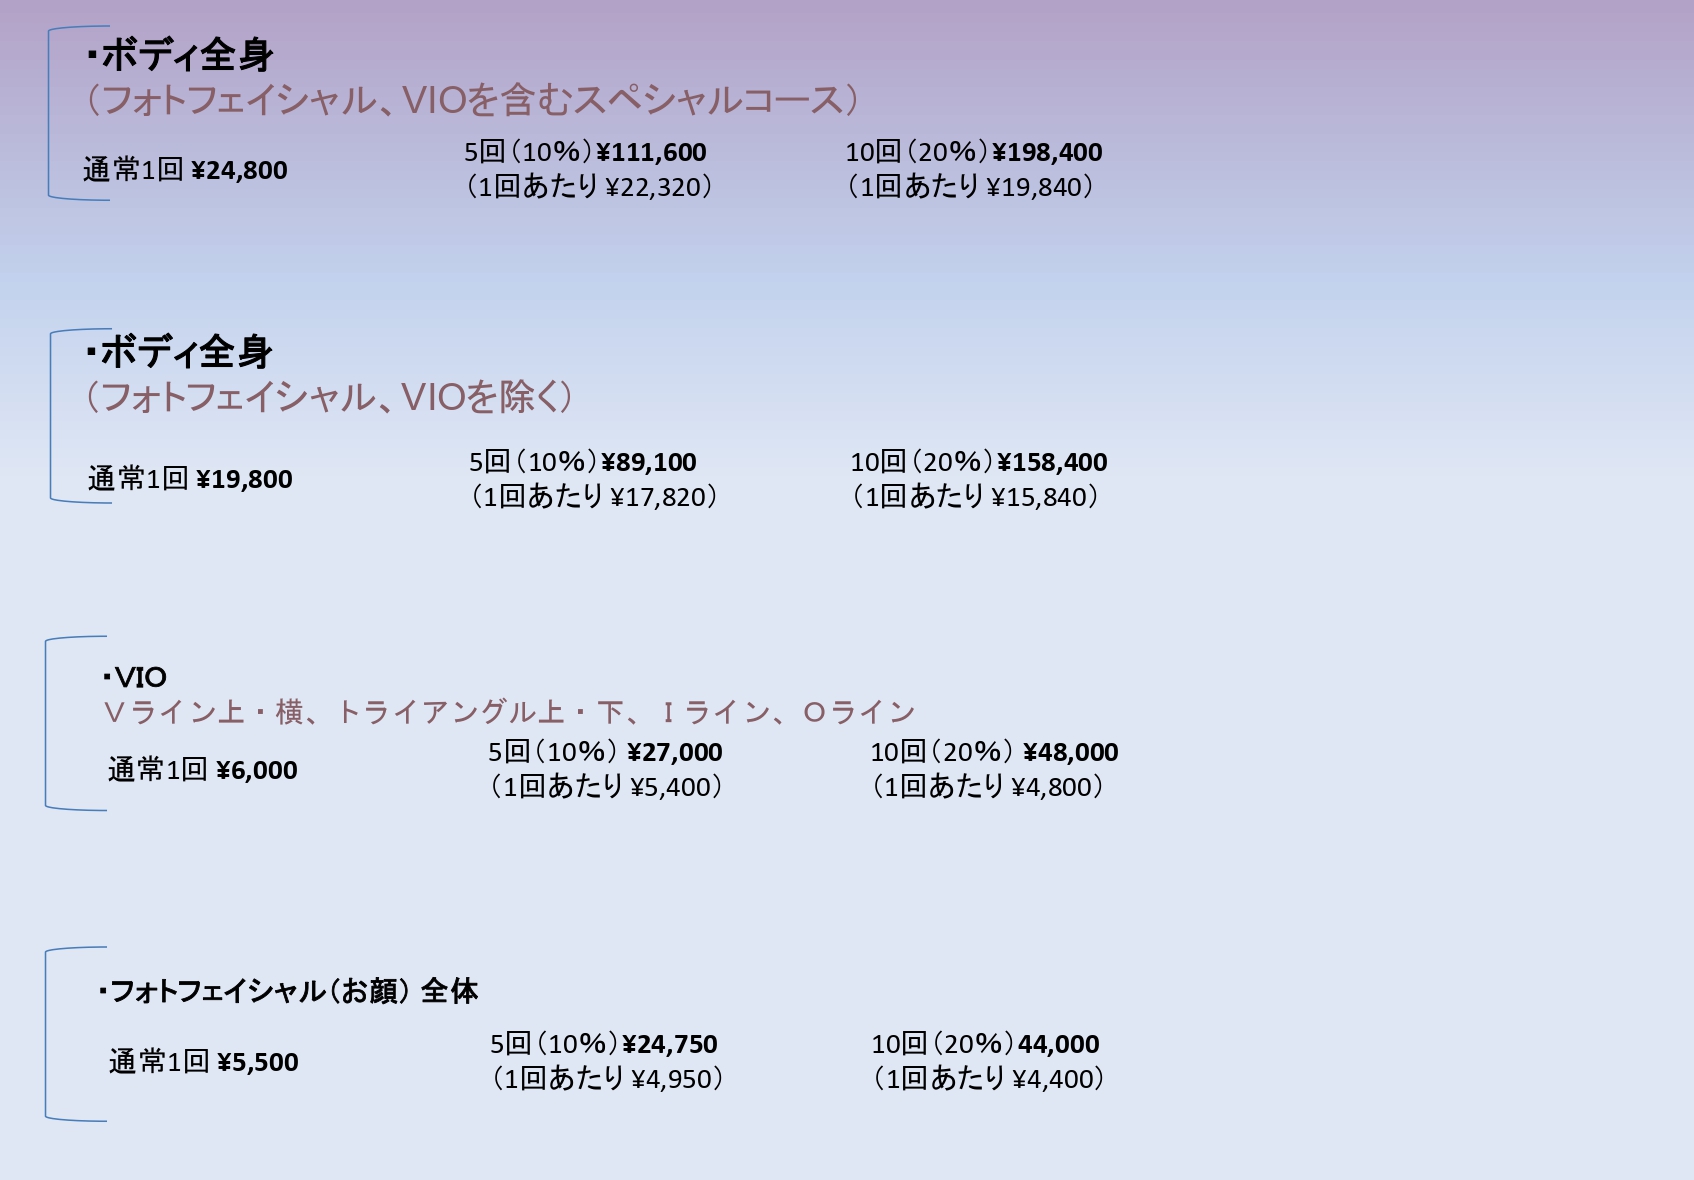 ・ボディ全身
（フォトフェイシャル、VIOを含むスペシャルコース）
通常1回 ¥24,800
5回（10％）¥111,600
（1回あたり ¥22,320）
10回（20％）¥198,400
（1回あたり ¥19,840）
・ボディ全身
（フォトフェイシャル、VIOを除く）
通常1回 ¥19,800
5回（10％）¥89,100
（1回あたり ¥17,820）
10回（20％）¥158,400
（1回あたり ¥15,840）
・VIO
Ｖライン上・横、トライアングル上・下、Ｉライン、Ｏライン
通常1回 ¥6,000
5回（10％） ¥27,000
（1回あたり ¥5,400）
10回（20％） ¥48,000
（1回あたり ¥4,800）
・フォトフェイシャル（お顔） 全体
通常1回 ¥5,500
5回（10％）¥24,750
（1回あたり ¥4,950）
10回（20％）44,000
（1回あたり ¥4,400）